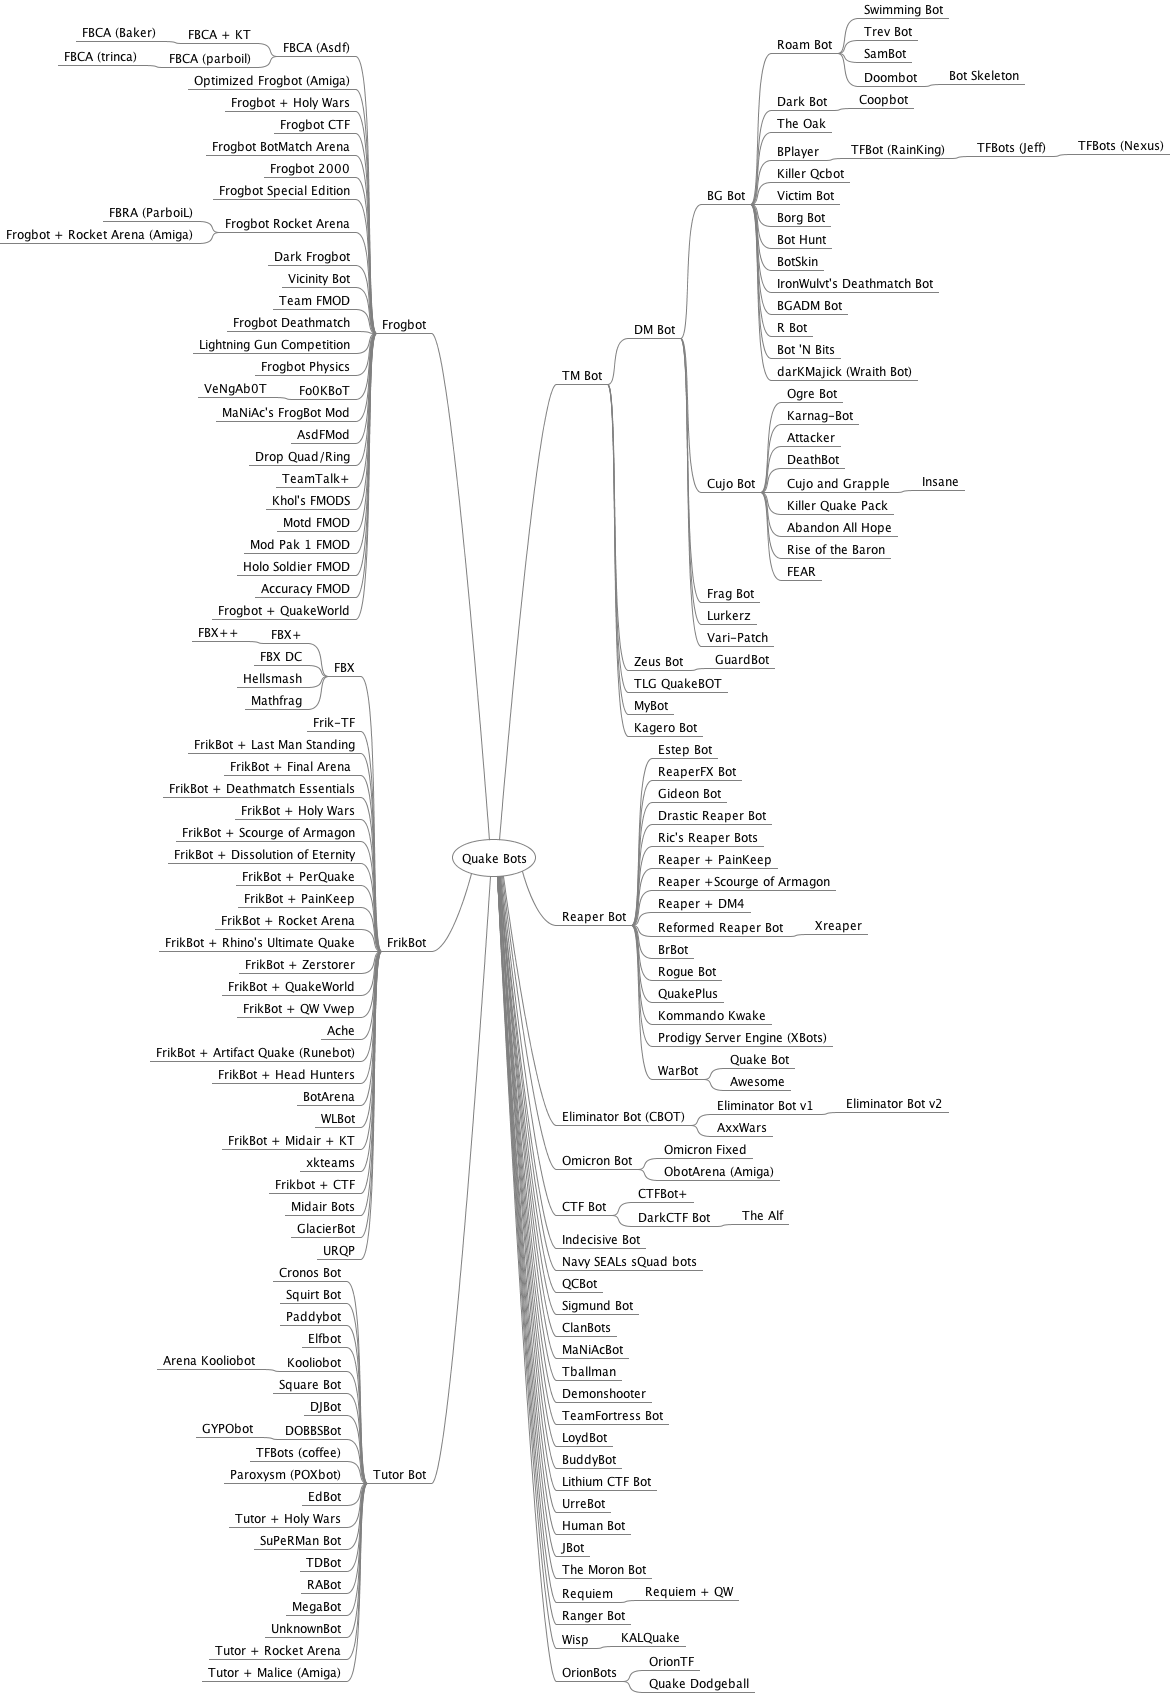 Quake Bots
Frogbot
FBCA (Asdf)
FBCA + KT
FBCA (Baker)
FBCA (parboil)
FBCA (trinca)
Optimized Frogbot (Amiga)
Frogbot + Holy Wars
Frogbot CTF
Frogbot BotMatch Arena
Frogbot 2000
Frogbot Special Edition
Frogbot Rocket Arena
FBRA (ParboiL)
Frogbot + Rocket Arena (Amiga)
Dark Frogbot
Vicinity Bot
Team FMOD
Frogbot Deathmatch
Lightning Gun Competition
Frogbot Physics
Fo0KBoT
VeNgAb0T
MaNiAc's FrogBot Mod
AsdFMod
Drop Quad/Ring
TeamTalk+
Khol's FMODS
Motd FMOD
Mod Pak 1 FMOD
Holo Soldier FMOD
Accuracy FMOD
Frogbot + QuakeWorld
FrikBot
FBX
FBX+
FBX++
FBX DC
Hellsmash
Mathfrag
Frik-TF
FrikBot + Last Man Standing
FrikBot + Final Arena
FrikBot + Deathmatch Essentials
FrikBot + Holy Wars
FrikBot + Scourge of Armagon
FrikBot + Dissolution of Eternity
FrikBot + PerQuake
FrikBot + PainKeep
FrikBot + Rocket Arena
FrikBot + Rhino's Ultimate Quake
FrikBot + Zerstorer
FrikBot + QuakeWorld
FrikBot + QW Vwep
Ache
FrikBot + Artifact Quake (Runebot)
FrikBot + Head Hunters
BotArena
WLBot
FrikBot + Midair + KT
xkteams
Frikbot + CTF
Midair Bots
GlacierBot
URQP
Tutor Bot
Cronos Bot
Squirt Bot
Paddybot
Elfbot
Kooliobot
Arena Kooliobot
Square Bot
DJBot
DOBBSBot
GYPObot
TFBots (coffee)
Paroxysm (POXbot)
EdBot
Tutor + Holy Wars
SuPeRMan Bot
TDBot
RABot
MegaBot
UnknownBot
Tutor + Rocket Arena
Tutor + Malice (Amiga)
TM Bot
DM Bot
BG Bot
Roam Bot
Swimming Bot
Trev Bot
SamBot
Doombot
Bot Skeleton
Dark Bot
Coopbot
The Oak
BPlayer
TFBot (RainKing)
TFBots (Jeff)
TFBots (Nexus)
Killer Qcbot
Victim Bot
Borg Bot
Bot Hunt
BotSkin
IronWulvt's Deathmatch Bot
BGADM Bot
R Bot
Bot 'N Bits
darKMajick (Wraith Bot)
Cujo Bot
Ogre Bot
Karnag-Bot
Attacker
DeathBot
Cujo and Grapple
Insane
Killer Quake Pack
Abandon All Hope
Rise of the Baron
FEAR
Frag Bot
Lurkerz
Vari-Patch
Zeus Bot
GuardBot
TLG QuakeBOT
MyBot
Kagero Bot
Reaper Bot
Estep Bot
ReaperFX Bot
Gideon Bot
Drastic Reaper Bot
Ric's Reaper Bots
Reaper + PainKeep
Reaper +Scourge of Armagon
Reaper + DM4
Reformed Reaper Bot
Xreaper
BrBot
Rogue Bot
QuakePlus
Kommando Kwake
Prodigy Server Engine (XBots)
WarBot
Quake Bot
Awesome
Eliminator Bot (CBOT)
Eliminator Bot v1
Eliminator Bot v2
AxxWars
Omicron Bot
Omicron Fixed
ObotArena (Amiga)
CTF Bot
CTFBot+
DarkCTF Bot
The Alf
Indecisive Bot
Navy SEALs sQuad bots
QCBot
Sigmund Bot
ClanBots
MaNiAcBot
Tballman
Demonshooter
TeamFortress Bot
LoydBot
BuddyBot
Lithium CTF Bot
UrreBot
Human Bot
JBot
The Moron Bot
Requiem
Requiem + QW
Ranger Bot
Wisp
KALQuake
OrionBots
OrionTF
Quake Dodgeball